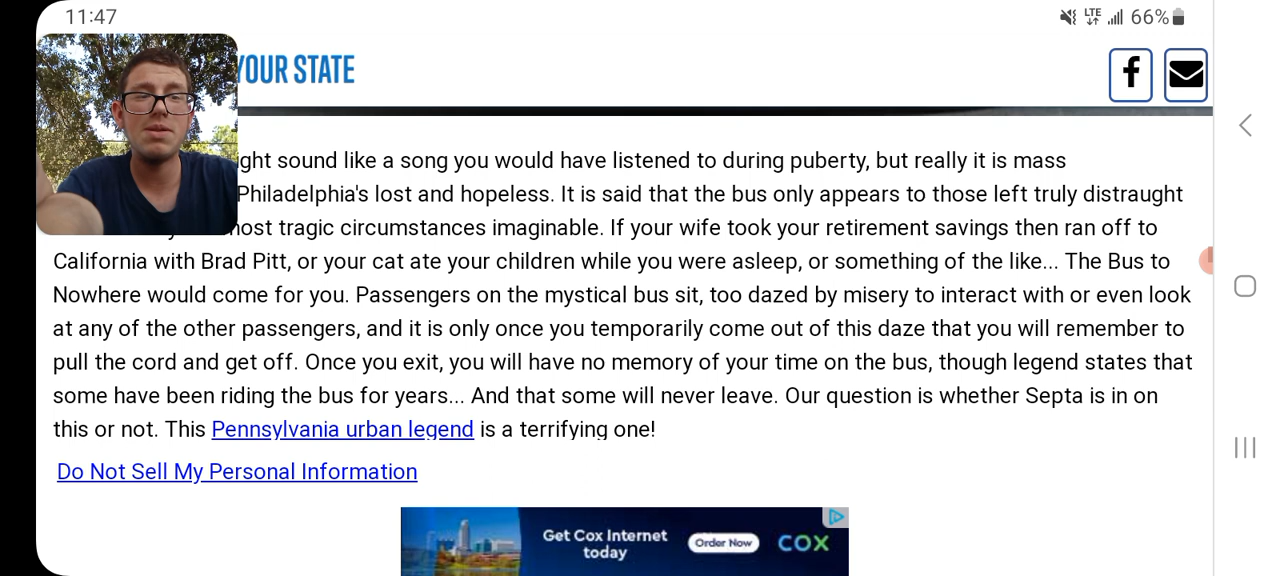 11:47
LTE 66%
YOUR STATE
f
ight sound like a song you would have listened to during puberty, but really it is mass
Philadelphia's lost and hopeless. It is said that the bus only appears to those left truly distraught
most tragic circumstances imaginable. If your wife took your retirement savings then ran off to
California with Brad Pitt, or your cat ate your children while you were asleep, or something of the like... The Bus to
Nowhere would come for you. Passengers on the mystical bus sit, too dazed by misery to interact with or even look
at any of the other passengers, and it is only once you temporarily come out of this daze that you will remember to
pull the cord and get off. Once you exit, you will have no memory of your time on the bus, though legend states that
some have been riding the bus for years... And that some will never leave. Our question is whether Septa is in on
this or not. This Pennsylvania urban legend is a terrifying one!
Do Not Sell My Personal Information
Get Cox Internet
today
Order Now
COX